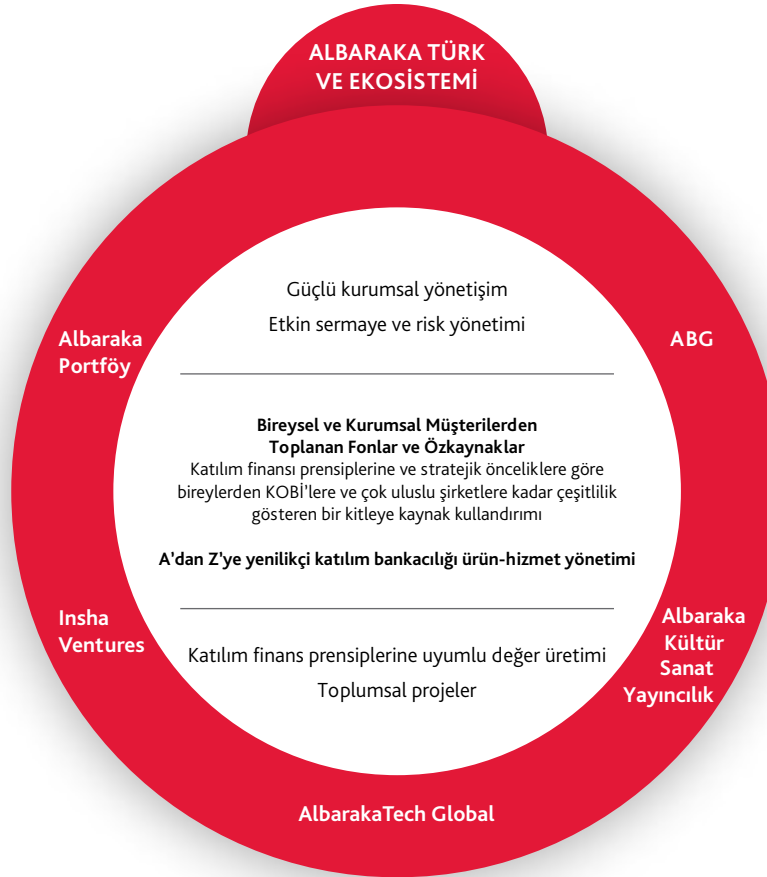 ALBARAKA TÜRK
VE EKOSİSTEMİ
Güçlü kurumsal yönetişim
Etkin sermaye ve risk yönetimi
Albaraka
Portföy
ABG
Bireysel ve Kurumsal Müşterilerden
Toplanan Fonlar ve Özkaynaklar
Katılım finansı prensiplerine ve stratejik önceliklere göre
bireylerden KOBİ'lere ve çok uluslu şirketlere kadar çeşitlilik
gösteren bir kitleye kaynak kullandırımı
A'dan Z'ye yenilikçi katılım bankacılığı ürün-hizmet yönetimi
Insha
Ventures
Albaraka
Kültür
Sanat
Yayıncılık
Katılım finans prensiplerine uyumlu değer üretimi
Toplumsal projeler
AlbarakaTech Global